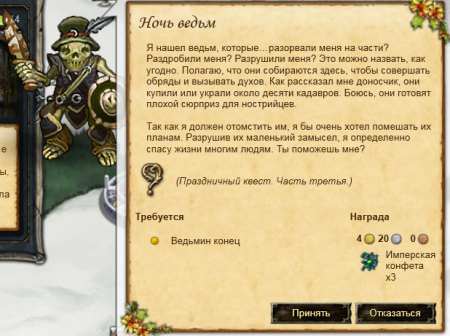 14
Ночь ведьм
Я нашел ведьм, которые…разорвали меня на части?
Раздробили меня? Разрушили меня? Это можно назвать, как
угодно. Полагаю, что они собираются здесь, чтобы совершать
обряды и вызывать духов. Как рассказал мне доносчик, они
купили или украли около десяти кадавров. Боюсь, они готовят
плохой сюрприз для нострийцев.
Так как я должен отомстить им, я бы очень хотел помешать их
планам. Разрушив их маленький замысел, я определенно
спасу жизни многим людям. Ты поможешь мне?
(Праздничный квест. Часть третья.)
Требуется
Ведьмин конец
Награда
4 20 0
Имперская
конфета
x3
Принять Отказаться